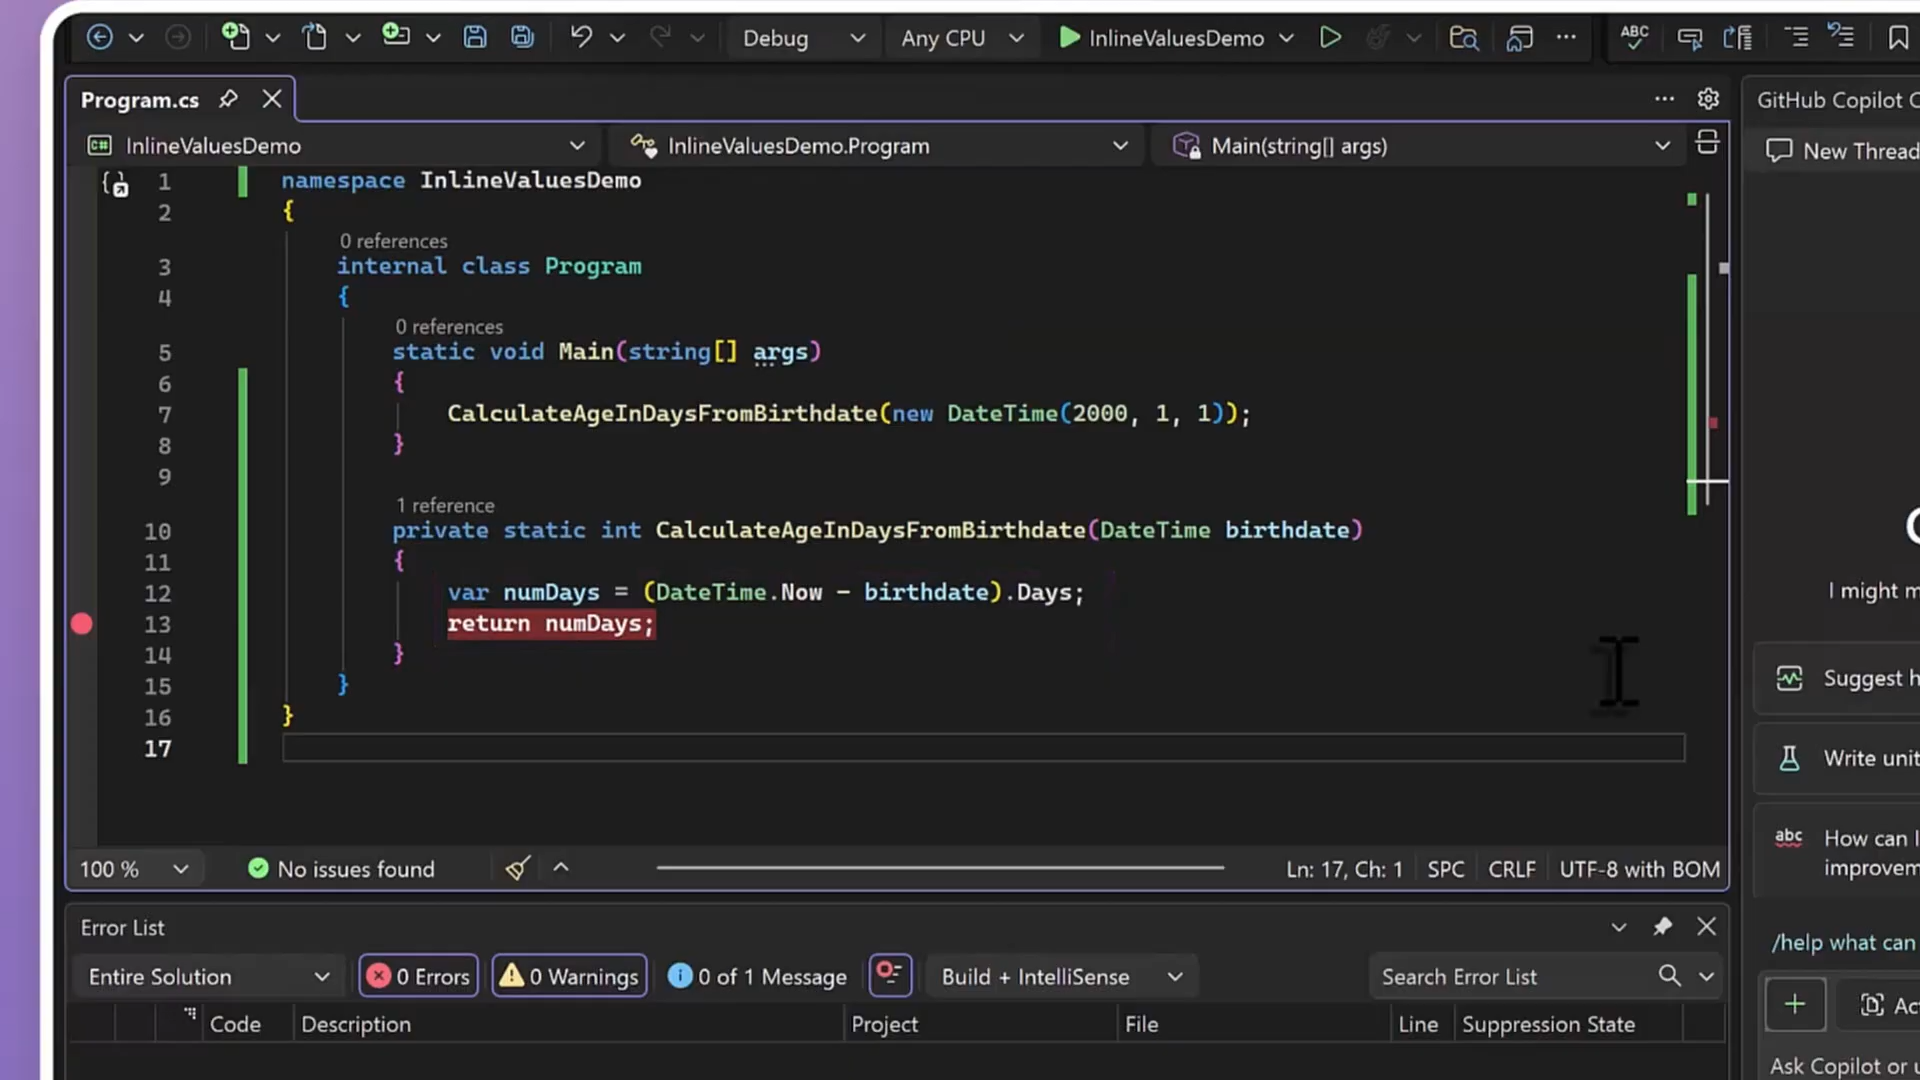 Debug
Any CPU
InlineValuesDemo
ABC
Program.cs
GitHub Copilot C
C# InlineValuesDemo
InlineValuesDemo.Program
Main(string[] args)
New Thread
1 namespace InlineValuesDemo
2 {
0 references
3 internal class Program
4 {
0 references
5 static void Main(string[] args)
6 {
7 CalculateAgeInDaysFromBirthdate(new DateTime(2000, 1, 1));
8 }
9
1 reference
10 private static int CalculateAgeInDaysFromBirthdate(DateTime birthdate)
11 {
12 var numDays = (DateTime.Now - birthdate).Days;
13 return numDays;
14 }
15 }
16 }
17
I might m
Suggest h
Write unit
abc How can I
improvem
100 %
No issues found
Ln: 17, Ch: 1
SPC
CRLF
UTF-8 with BOM
Error List
/help what can
Entire Solution
0 Errors
0 Warnings
0 of 1 Message
Build + IntelliSense
Search Error List
Act
Code
Description
Project
File
Line
Suppression State
Ask Copilot or u